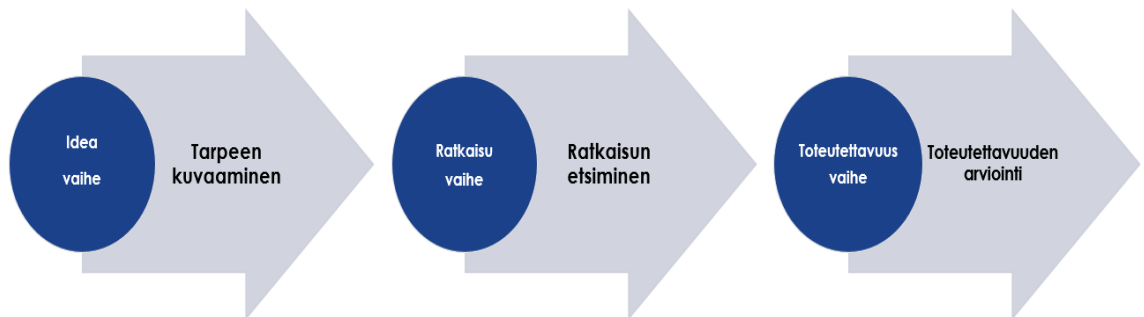 Idea
vaihe
Tarpeen
kuvaaminen
Ratkaisu
vaihe
Ratkaisun
etsiminen
Toteutettavuus
vaihe
Toteutettavuuden
arviointi